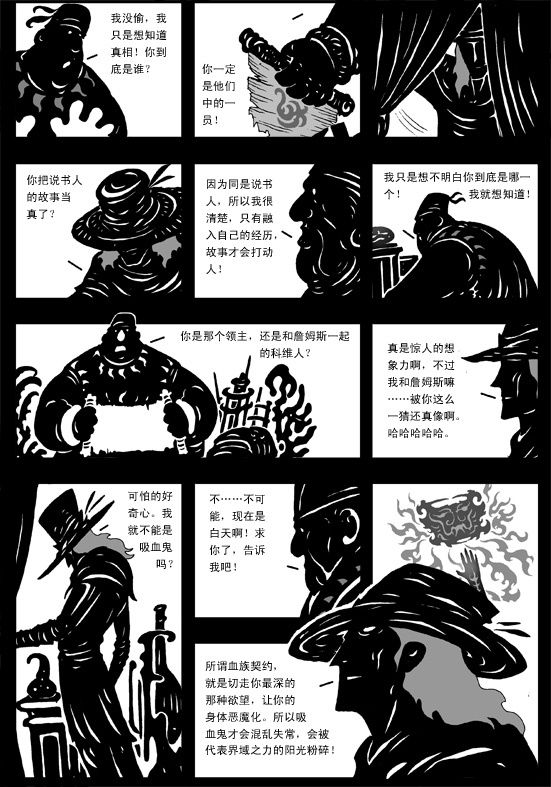 我没偷，我
只是想知道
真相！你到
底是谁？
你一定
是他们
中的一
员！
你把说书人
的故事当
真了？
因为同是说书
人，所以我很
清楚，只有融
入自己的经历，
故事才会打动
人！
我只是想不明白你到底是哪一
个！
我就想知道！
你是那个领主，还是和詹姆斯一起
的科维人？
真是惊人的想
象力啊，不过
我和詹姆斯嘛
……被你这么
一猜还真像啊。
哈哈哈哈哈。
可怕的好
奇心。我
就不能是
吸血鬼
吗？
不……不可
能，现在是
白天啊！求
你了，告诉
我吧！
所谓血族契约，
就是切走你最深的
那种欲望，让你的
身体恶魔化。所以吸
血鬼才会混乱失常，会被
代表界域之力的阳光粉碎！